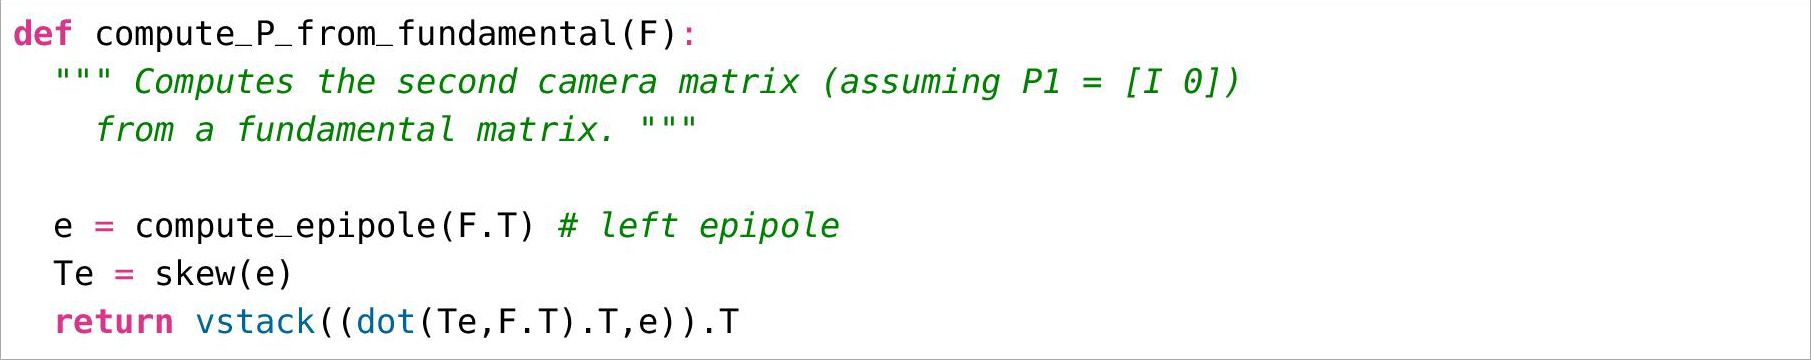 def compute_P_from_fundamental(F):
  """ Computes the second camera matrix (assuming P1 = [I 0])
    from a fundamental matrix. """

  e = compute_epipole(F.T) # left epipole
  Te = skew(e)
  return vstack((dot(Te,F.T).T,e)).T